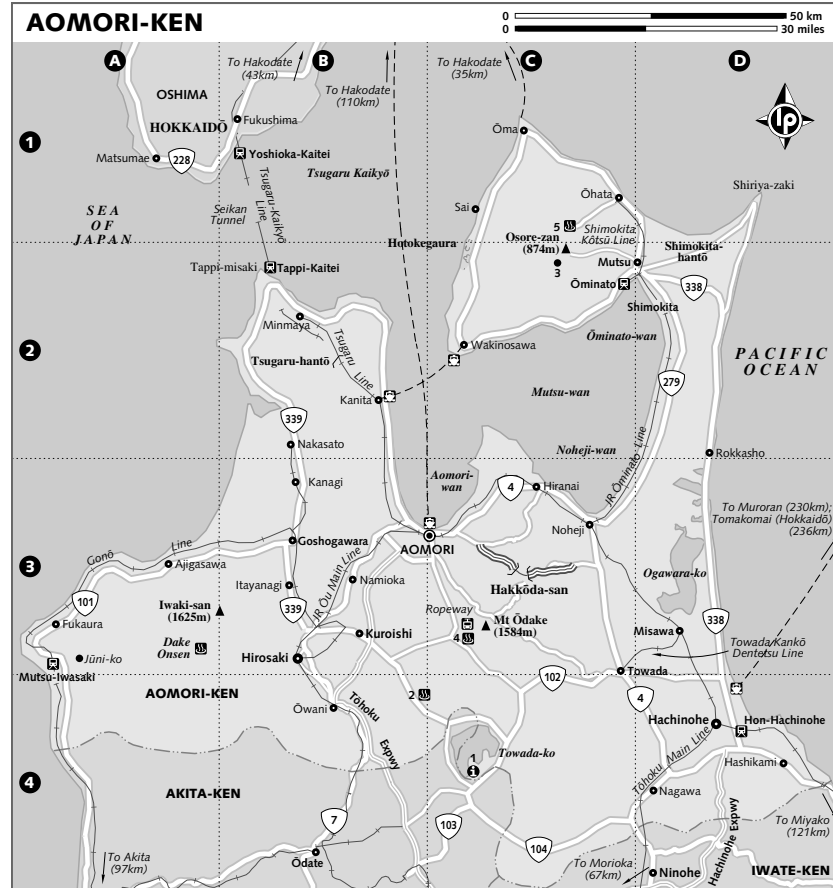 AOMORI-KEN
0 50 km
0 30 miles
A
B
C
D
1
2
3
4
To Hakodate
(43km)
To Hakodate
(110km)
To Hakodate
(35km)
lp
OSHIMA
HOKKAIDŌ
Fukushima
Matsumae
228
Yoshioka-Kaitei
Tsugaru Kaikyō
Tsugaru-Kaikyō
Line
Seikan
Tunnel
SEA
OF
JAPAN
Ōma
Sai
Ōhata
5
Shimokita
Kōtsū Line
Osore-zan
(874m)
3
Hotokegaura
Shiriya-zaki
Shimokita-
hantō
Mutsu
Ōminato
338
Shimokita
Tappi-misaki
Tappi-Kaitei
Minmaya
Tsugaru
Line
Tsugaru-hantō
Kanita
Wakinosawa
Ōminato-wan
Mutsu-wan
279
PACIFIC
OCEAN
339
Nakasato
Noheji-wan
JR Ōminato Line
Rokkasho
Kanagi
Aomori-
wan
4
Hiranai
To Muroran (230km);
Tomakomai (Hokkaidō)
(236km)
Noheji
Gonō
Line
Goshogawara
AOMORI
Ajigasawa
JR Ōu Main Line
Namioka
Hakkōda-san
Ogawara-ko
101
Itayanagi
Iwaki-san
(1625m)
339
Ropeway
Mt Ōdake
(1584m)
4
Fukaura
Kuroishi
Misawa
338
Jūni-ko
Dake
Onsen
Hirosaki
Towada/Kankō
Dentetsu Line
Mutsu-Iwasaki
Towada
AOMORI-KEN
2
102
4
Ōwani
Tōhoku
Expwy
Hachinohe
Hon-Hachinohe
1
Towada-ko
Tōhoku Main Line
Hashikami
AKITA-KEN
Nagawa
7
103
104
Hachinohe Expwy
To Miyako
(121km)
To Akita
(97km)
Ōdate
To Morioka
(67km)
Ninohe
IWATE-KEN